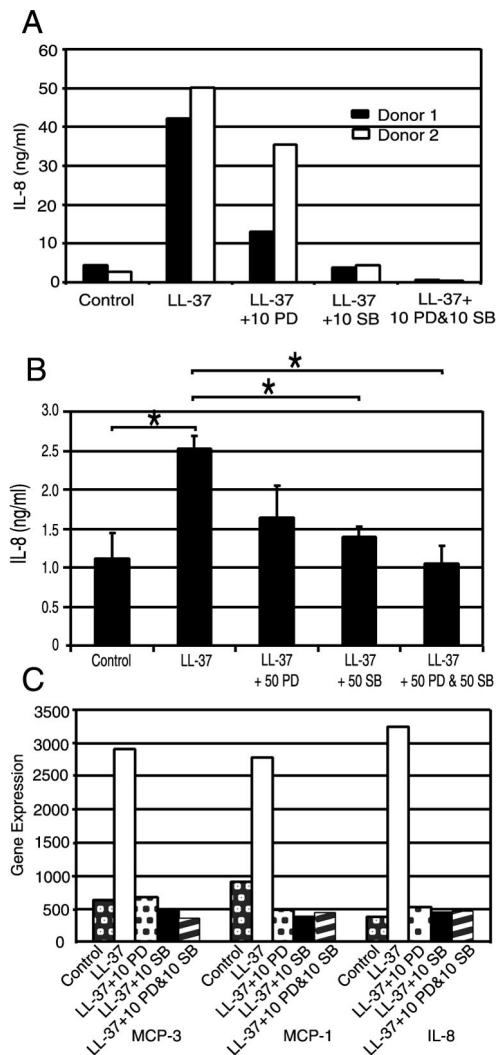 A
60
50
40
30
20
10
0
IL-8 (ng/ml)
Donor 1
Donor 2
Control LL-37 LL-37 LL-37 LL-37+
+10 PD +10 SB 10 PD&10 SB
B
*
*
*
3.0
2.5
2.0
1.5
1.0
0.5
0
IL-8 (ng/ml)
Control LL-37 LL-37 LL-37 LL-37
+ 50 PD + 50 SB + 50 PD & 50 SB
C
3500
3000
2500
2000
1500
1000
500
0
Gene Expression
Control
LL-37
LL-37+10 PD
LL-37+10 SB
LL-37+10 PD&10 SB
Control
LL-37
LL-37+10 PD
LL-37+10 SB
LL-37+10 PD&10 SB
Control
LL-37
LL-37+10 PD
LL-37+10 SB
LL-37+10 PD&10 SB
MCP-3 MCP-1 IL-8